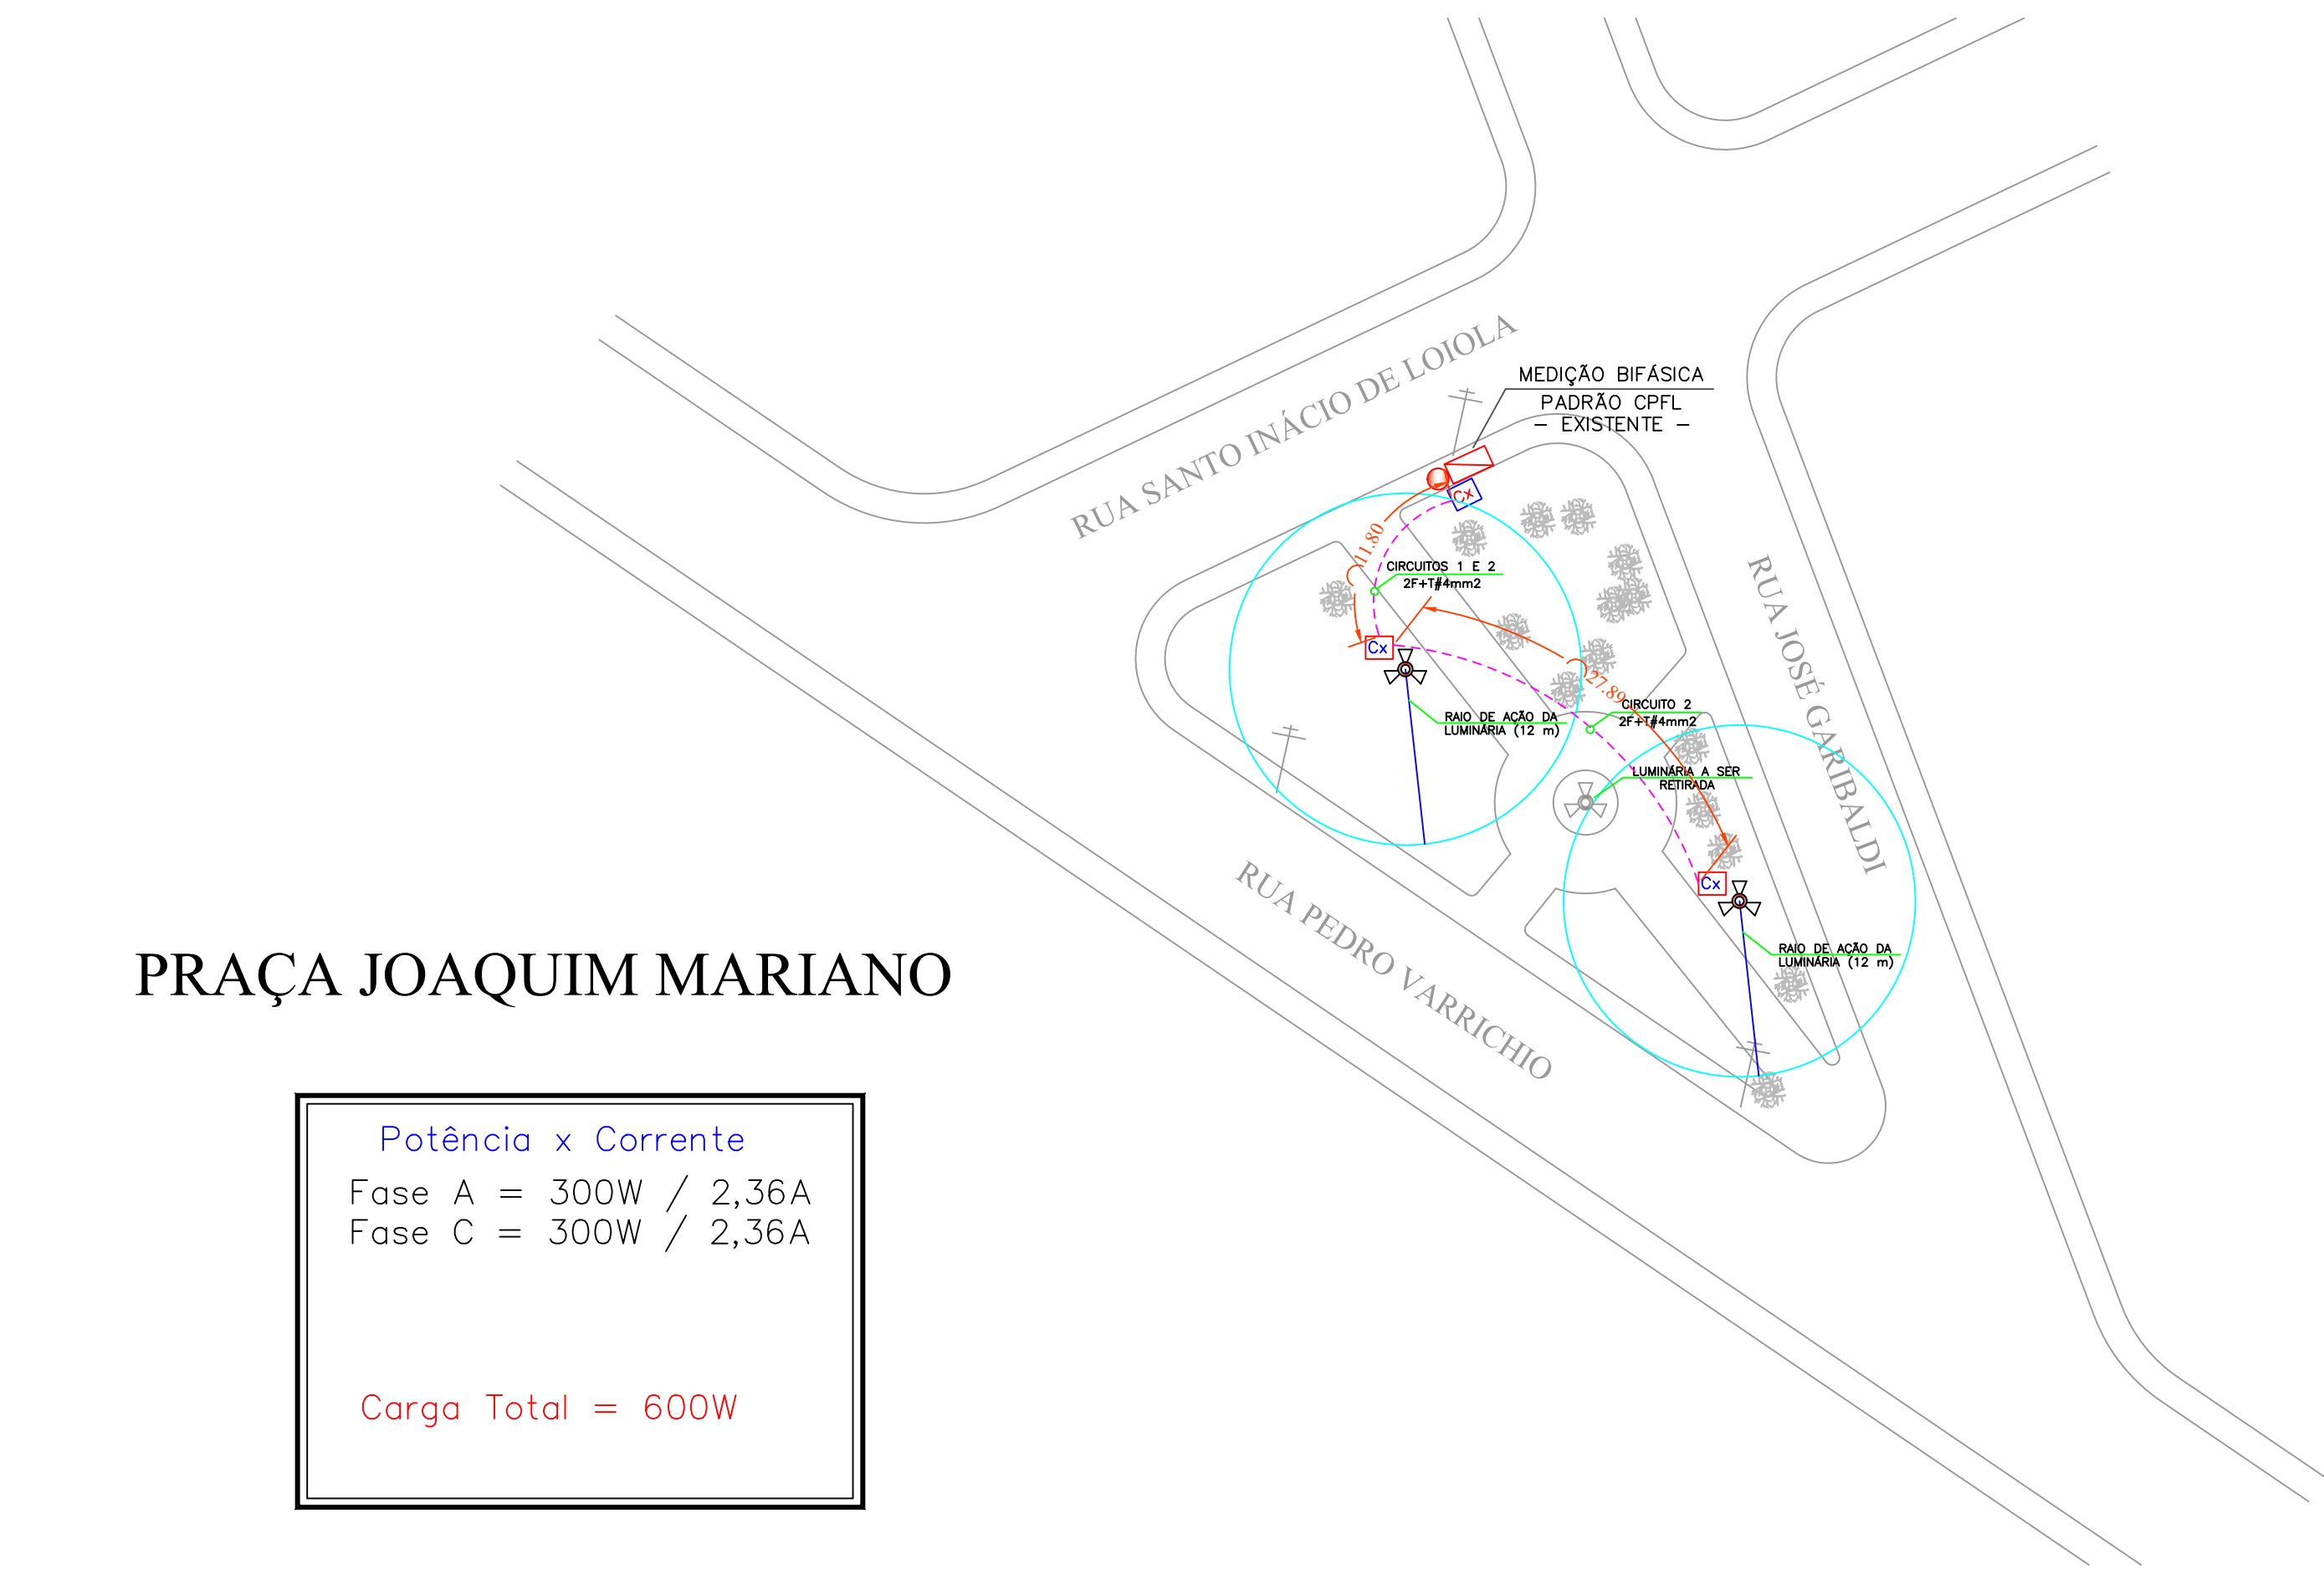 RUA SANTO INÁCIO DE LOIOLA
MEDIÇÃO BIFÁSICA
PADRÃO CPFL
- EXISTENTE -
Cx
11.80
CIRCUITOS 1 E 2
2F+T#4mm2
RUA JOSÉ GARIBALDI
Cx
27.89
CIRCUITO 2
2F+T#4mm2
RAIO DE AÇÃO DA
LUMINÁRIA (12 m)
LUMINÁRIA A SER
RETIRADA
Cx
RAIO DE AÇÃO DA
LUMINÁRIA (12 m)
RUA PEDRO VARRICHIO
PRAÇA JOAQUIM MARIANO
Potência x Corrente
Fase A = 300W / 2,36A
Fase C = 300W / 2,36A
Carga Total = 600W